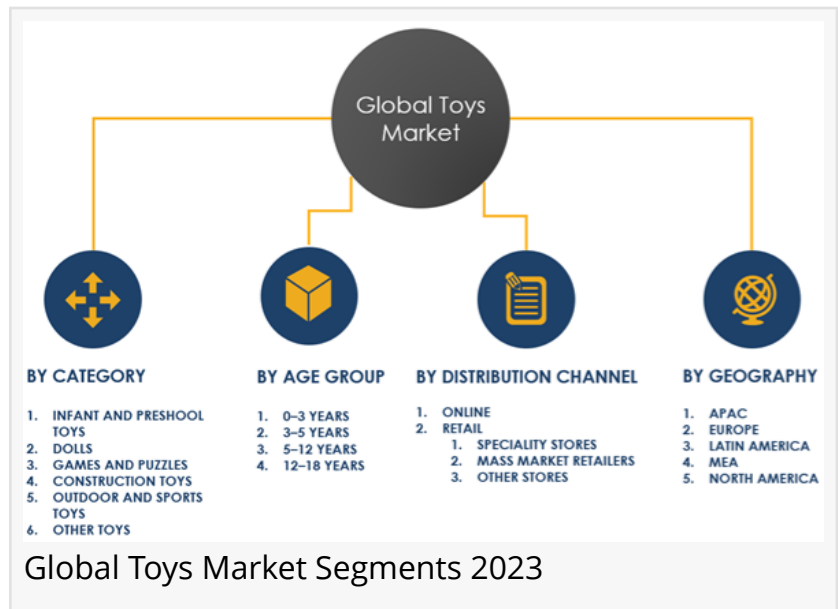 Global Toys
Market
BY CATEGORY
1. INFANT AND PRESHOOL
TOYS
2. DOLLS
3. GAMES AND PUZZLES
4. CONSTRUCTION TOYS
5. OUTDOOR AND SPORTS
TOYS
6. OTHER TOYS
BY AGE GROUP
1. 0–3 YEARS
2. 3–5 YEARS
3. 5–12 YEARS
4. 12–18 YEARS
BY DISTRIBUTION CHANNEL
1. ONLINE
2. RETAIL
1. SPECIALITY STORES
2. MASS MARKET RETAILERS
3. OTHER STORES
BY GEOGRAPHY
1. APAC
2. EUROPE
3. LATIN AMERICA
4. MEA
5. NORTH AMERICA
Global Toys Market Segments 2023